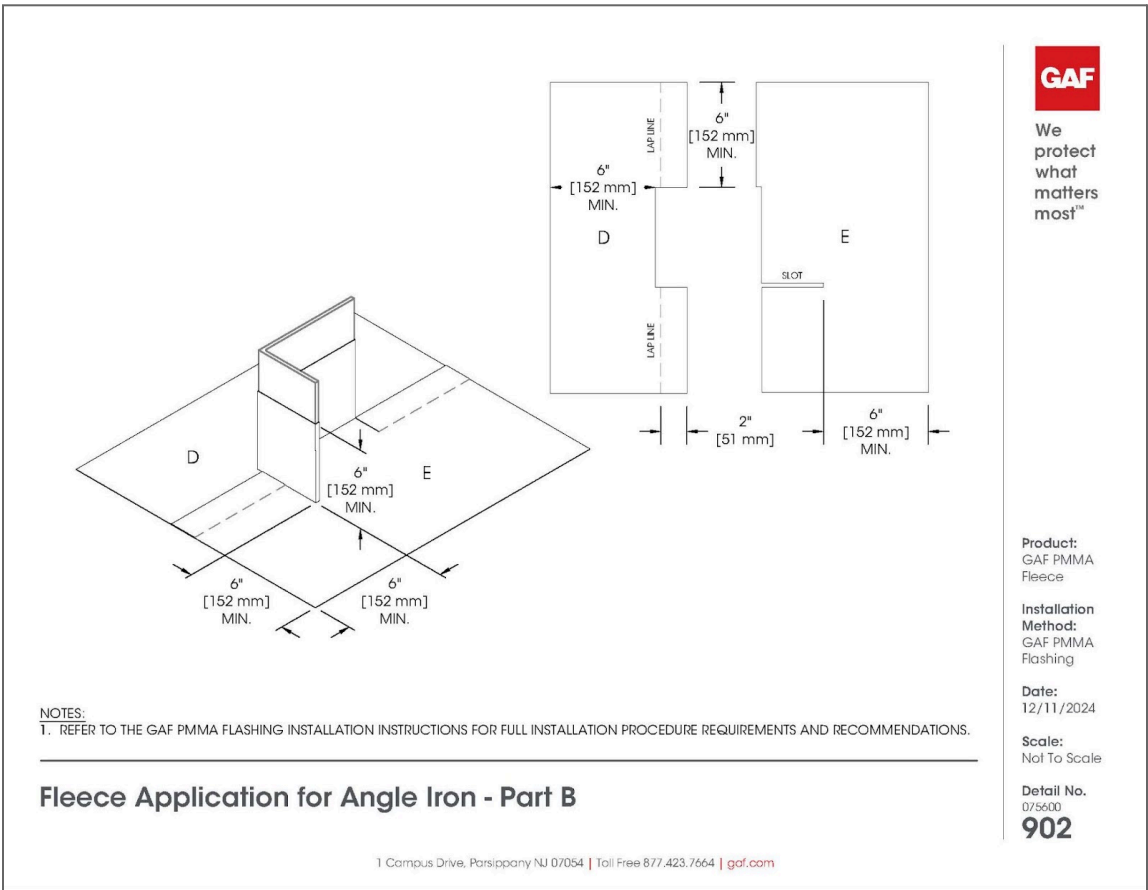 6"
[152 mm]
MIN.
LAP LINE
6"
[152 mm]
MIN.
D
E
SLOT
LAP LINE
2"
[51 mm]
6"
[152 mm]
MIN.
D
E
6"
[152 mm]
MIN.
6"
[152 mm]
MIN.
6"
[152 mm]
MIN.
GAF
We
protect
what
matters
most™
Product:
GAF PMMA
Fleece
Installation
Method:
GAF PMMA
Flashing
Date:
12/11/2024
Scale:
Not To Scale
Detail No.
075600
902
NOTES:
1. REFER TO THE GAF PMMA FLASHING INSTALLATION INSTRUCTIONS FOR FULL INSTALLATION PROCEDURE REQUIREMENTS AND RECOMMENDATIONS.
Fleece Application for Angle Iron - Part B
1 Campus Drive, Parsippany NJ 07054 | Toll Free 877.423.7664 | gaf.com